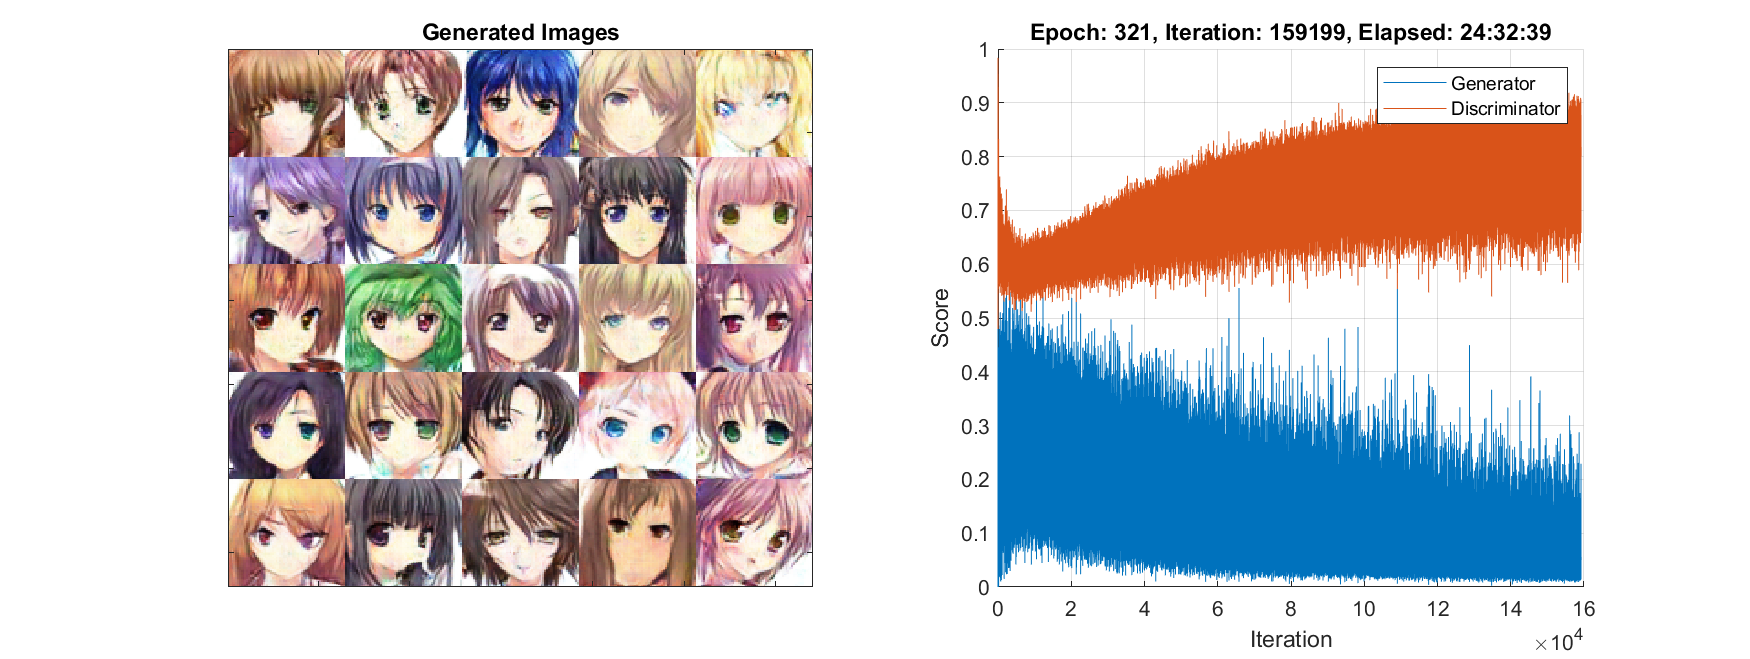 Generated Images
Epoch: 321, Iteration: 159199, Elapsed: 24:32:39
1
0.9
0.8
0.7
0.6
0.5
0.4
0.3
0.2
0.1
0
Score
Generator
Discriminator
0 2 4 6 8 10 12 14 16
Iteration
×10^4